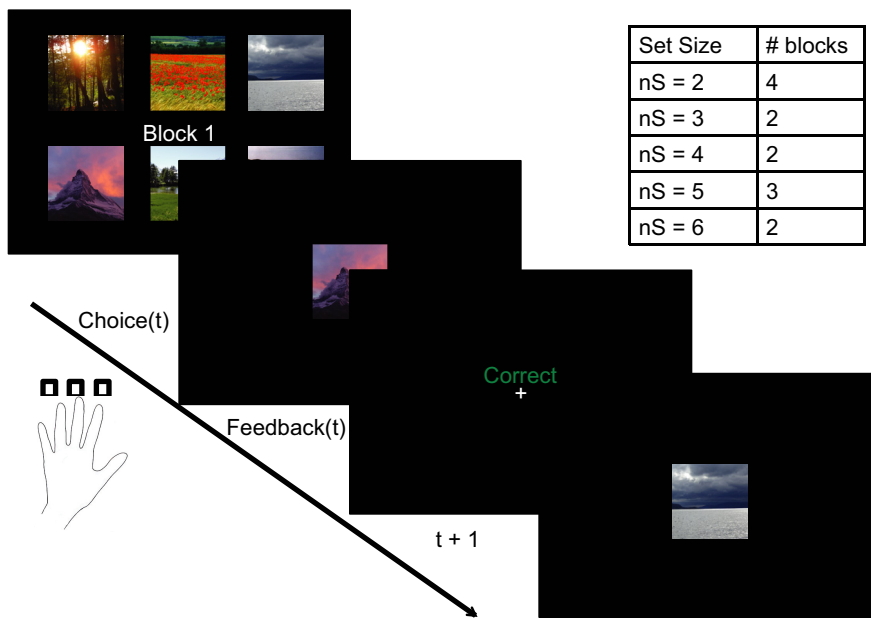 Block 1
Set Size # blocks
nS = 2 4
nS = 3 2
nS = 4 2
nS = 5 3
nS = 6 2
Choice(t)
Correct
+
Feedback(t)
t + 1